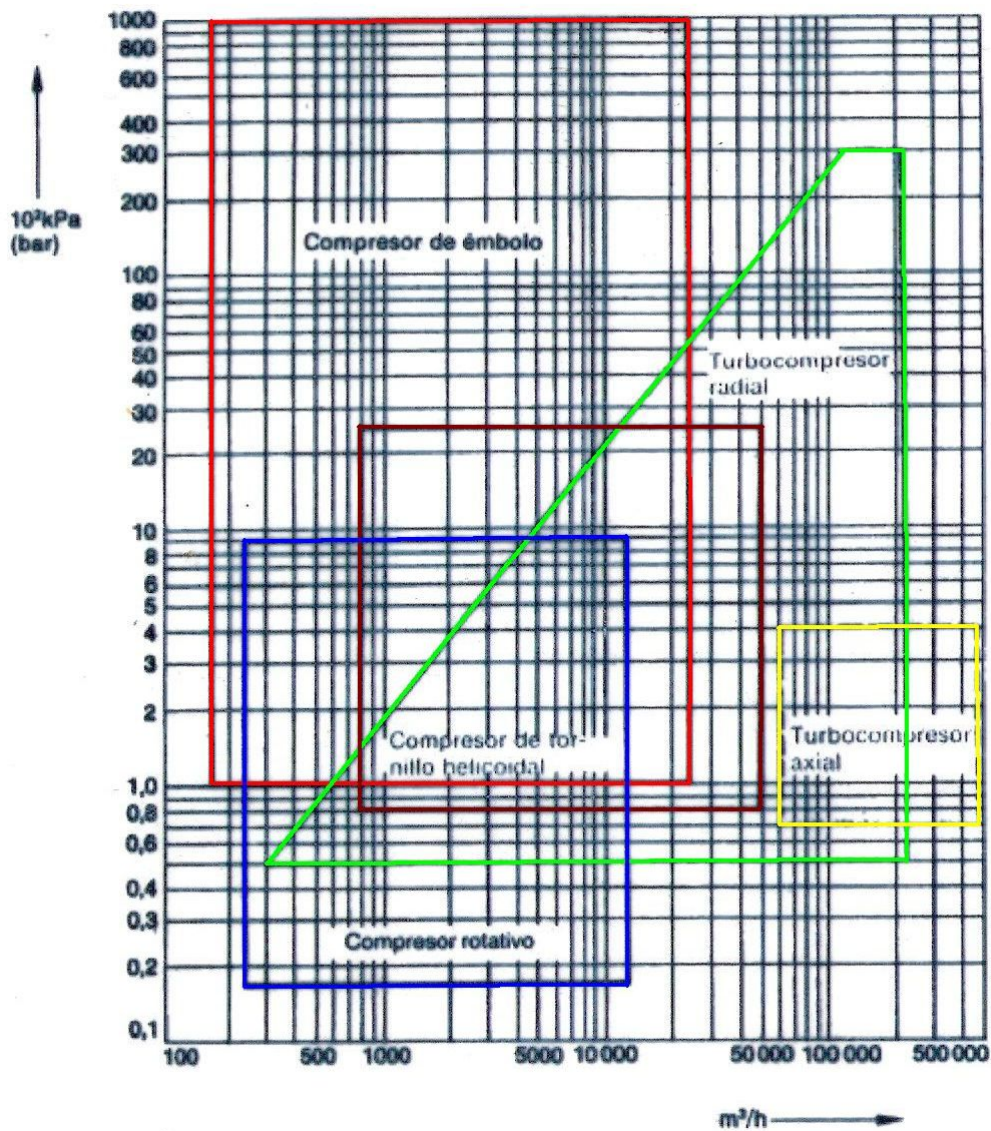 1000
800
600
400
300
200
10²kPa
(bar)
100
80
60
50
40
30
20
10
8
6
5
4
3
2
1,0
0,8
0,6
0,4
0,3
0,2
0,1
Compresor de émbolo
Turbocompresor
radial
Compresor de tor-
nillo helicoidal
Turbocompresor
axial
Compresor rotativo
100 500 1000 5000 10 000 50 000 100 000 500 000
m³/h